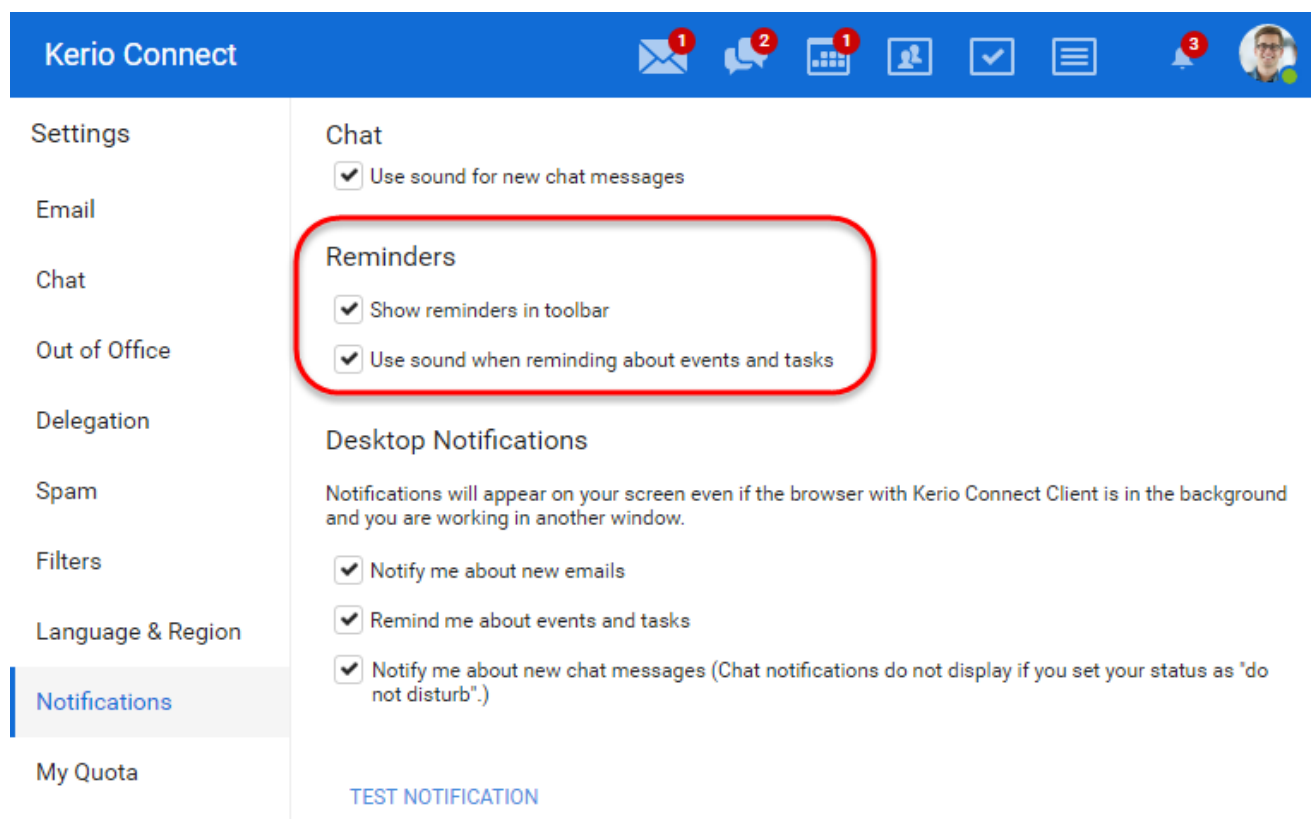 Kerio Connect
1
2
1
3
Settings
Email
Chat
Out of Office
Delegation
Spam
Filters
Language & Region
Notifications
My Quota
Chat
Use sound for new chat messages
Reminders
Show reminders in toolbar
Use sound when reminding about events and tasks
Desktop Notifications
Notifications will appear on your screen even if the browser with Kerio Connect Client is in the background
and you are working in another window.
Notify me about new emails
Remind me about events and tasks
Notify me about new chat messages (Chat notifications do not display if you set your status as "do
not disturb".)
TEST NOTIFICATION